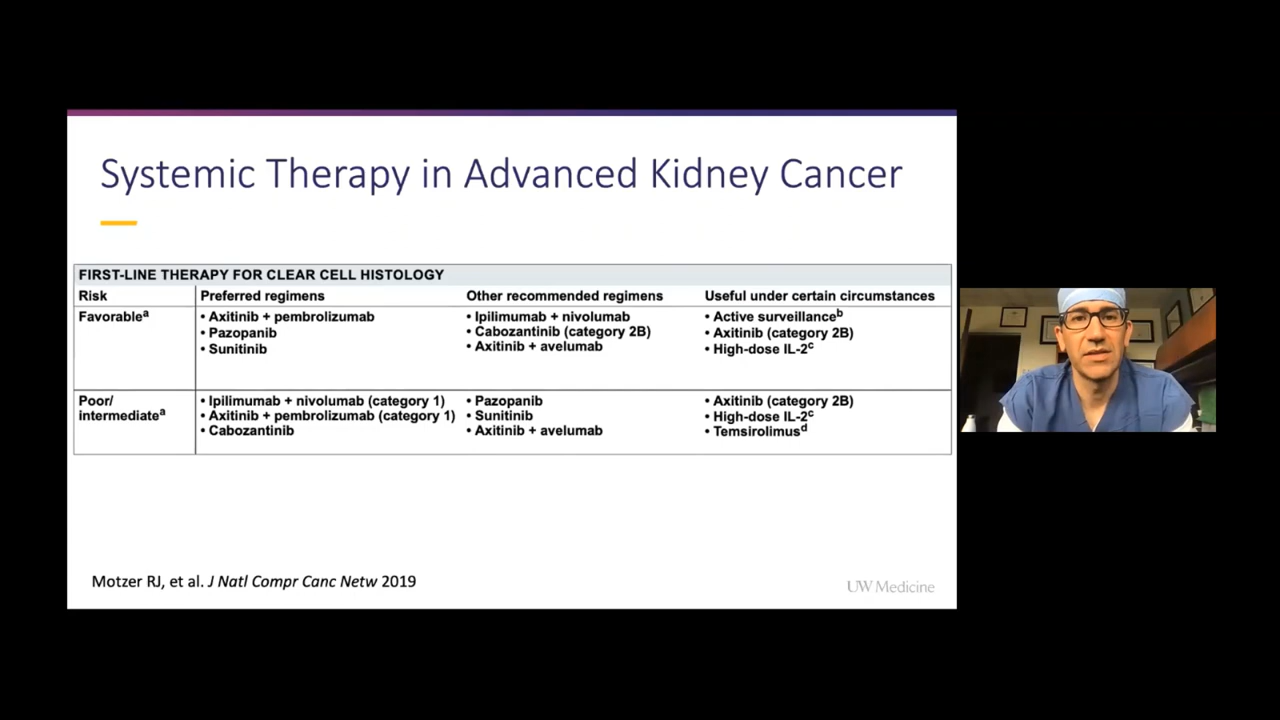 Systemic Therapy in Advanced Kidney Cancer
FIRST-LINE THERAPY FOR CLEAR CELL HISTOLOGY
Risk Preferred regimens Other recommended regimens Useful under certain circumstances
Favorableᵃ • Axitinib + pembrolizumab • Ipilimumab + nivolumab • Active surveillanceᵇ
• Pazopanib • Cabozantinib (category 2B) • Axitinib (category 2B)
• Sunitinib • Axitinib + avelumab • High-dose IL-2ᶜ
Poor/ • Ipilimumab + nivolumab (category 1) • Pazopanib • Axitinib (category 2B)
intermediateᵃ • Axitinib + pembrolizumab (category 1) • Sunitinib • High-dose IL-2ᶜ
• Cabozantinib • Axitinib + avelumab • Temsirolimusᵈ
Motzer RJ, et al. J Natl Compr Canc Netw 2019
UW Medicine